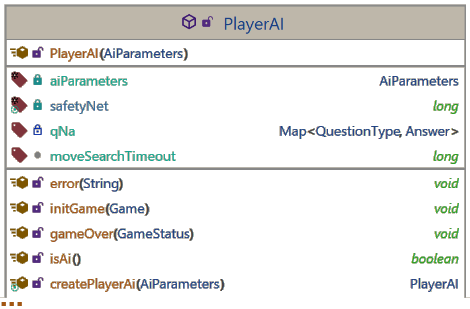 PlayerAI
PlayerAI(AiParameters)
aiParameters AiParameters
safetyNet long
qNa Map<QuestionType, Answer>
moveSearchTimeout long
error(String) void
initGame(Game) void
gameOver(GameStatus) void
isAi() boolean
createPlayerAi(AiParameters) PlayerAI